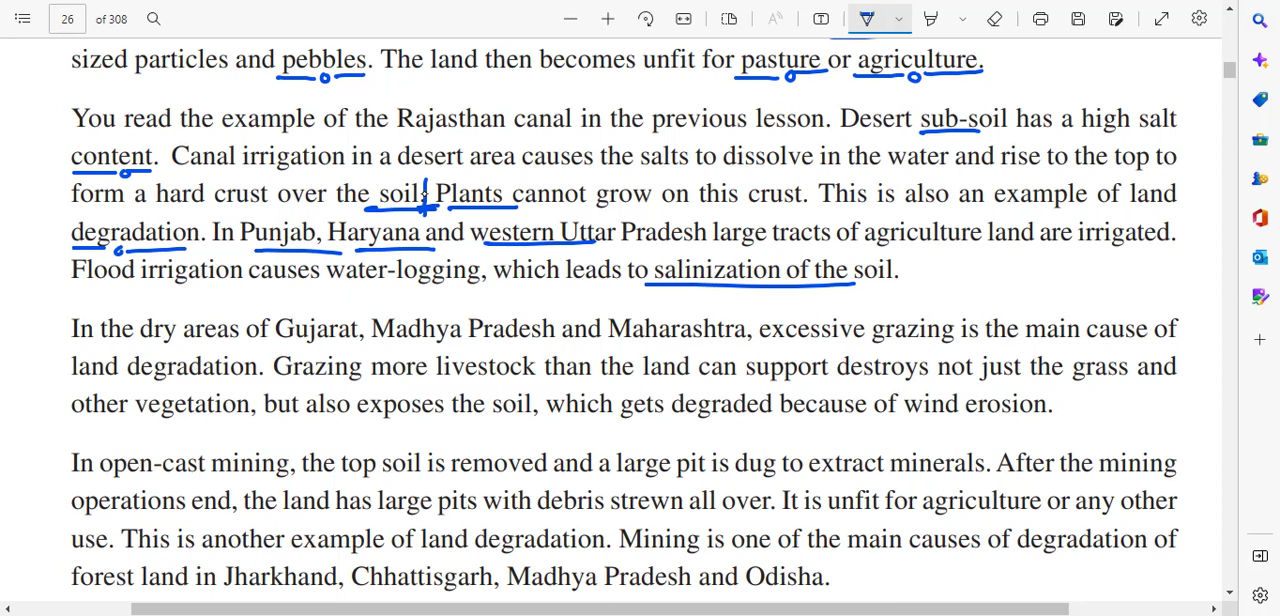 26 of 308
sized particles and pebbles. The land then becomes unfit for pasture or agriculture.
You read the example of the Rajasthan canal in the previous lesson. Desert sub-soil has a high salt
content. Canal irrigation in a desert area causes the salts to dissolve in the water and rise to the top to
form a hard crust over the soil. Plants cannot grow on this crust. This is also an example of land
degradation. In Punjab, Haryana and western Uttar Pradesh large tracts of agriculture land are irrigated.
Flood irrigation causes water-logging, which leads to salinization of the soil.
In the dry areas of Gujarat, Madhya Pradesh and Maharashtra, excessive grazing is the main cause of
land degradation. Grazing more livestock than the land can support destroys not just the grass and
other vegetation, but also exposes the soil, which gets degraded because of wind erosion.
In open-cast mining, the top soil is removed and a large pit is dug to extract minerals. After the mining
operations end, the land has large pits with debris strewn all over. It is unfit for agriculture or any other
use. This is another example of land degradation. Mining is one of the main causes of degradation of
forest land in Jharkhand, Chhattisgarh, Madhya Pradesh and Odisha.